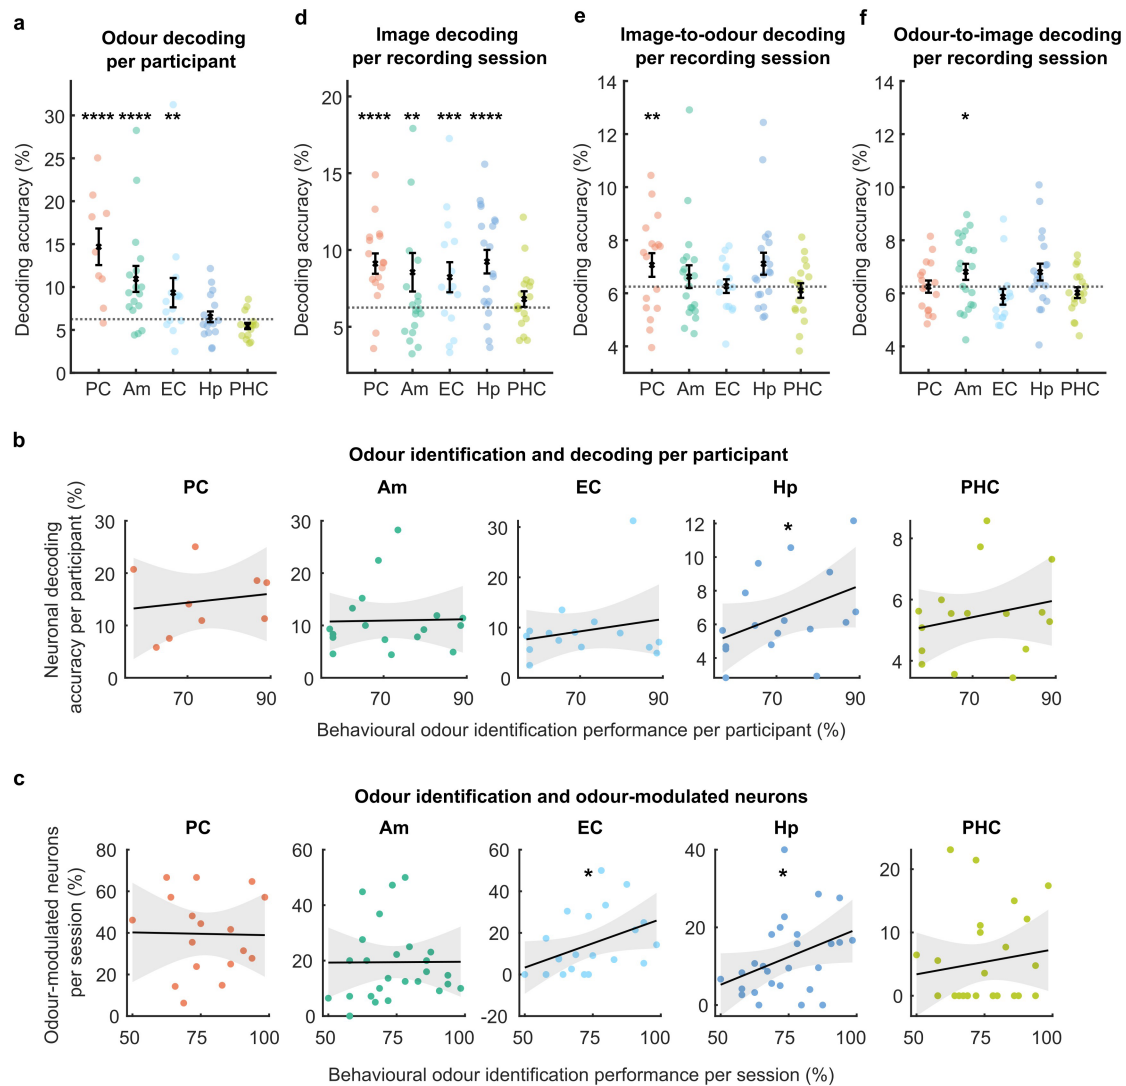 a
Odour decoding
per participant
Decoding accuracy (%)
30
25
20
15
10
5
0
**** **** **
PC Am EC Hp PHC
d
Image decoding
per recording session
Decoding accuracy (%)
20
15
10
5
**** ** *** ****
PC Am EC Hp PHC
e
Image-to-odour decoding
per recording session
Decoding accuracy (%)
14
12
10
8
6
4
**
PC Am EC Hp PHC
f
Odour-to-image decoding
per recording session
Decoding accuracy (%)
14
12
10
8
6
4
*
PC Am EC Hp PHC
b
Odour identification and decoding per participant
Neuronal decoding
accuracy per participant (%)
PC
30
20
10
0
70 90
Am
30
20
10
0
70 90
EC
30
20
10
0
70 90
Hp
*
12
10
8
6
4
70 90
PHC
8
6
4
70 90
Behavioural odour identification performance per participant (%)
c
Odour identification and odour-modulated neurons
Odour-modulated neurons
per session (%)
PC
80
60
40
20
0
50 75 100
Am
60
50
40
30
20
10
0
50 75 100
EC
*
60
40
20
0
-20
50 75 100
Hp
*
40
20
0
50 75 100
PHC
20
10
0
50 75 100
Behavioural odour identification performance per session (%)